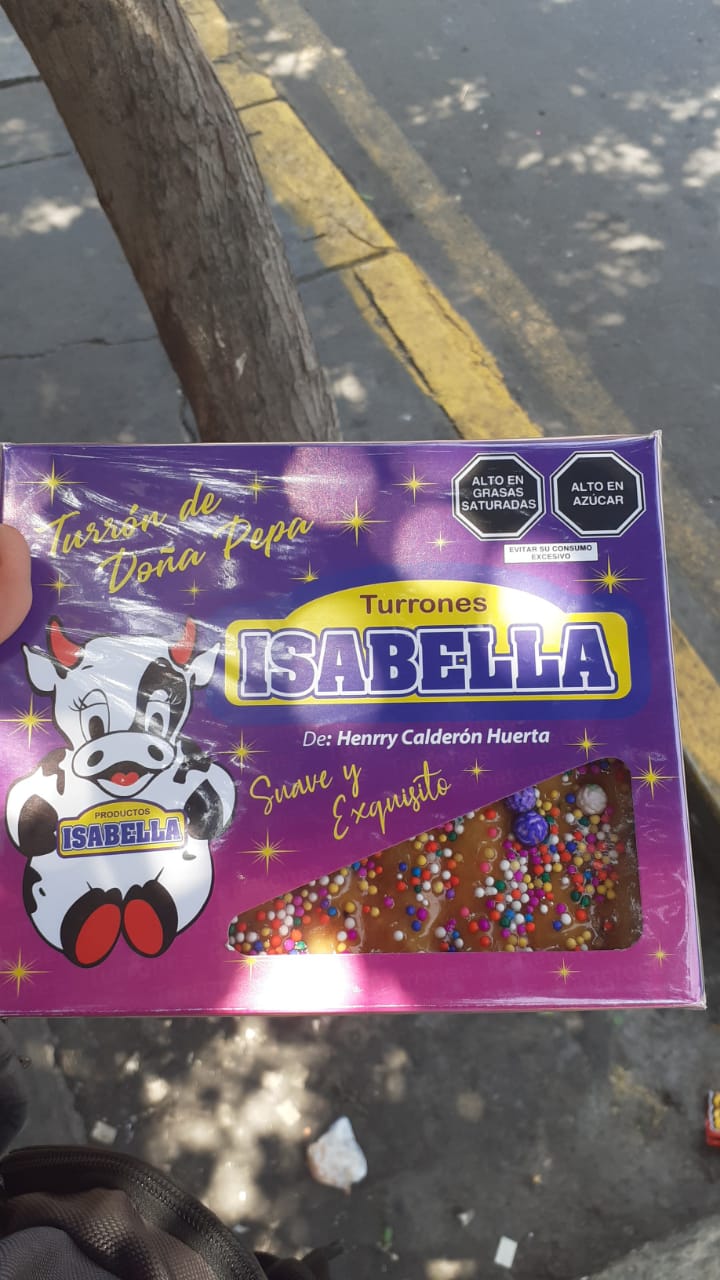 Turrón de
Doña Pepa
ALTO EN
GRASAS
SATURADAS
ALTO EN
AZÚCAR
EVITAR SU CONSUMO
EXCESIVO
Turrones
ISABELLA
De: Henrry Calderón Huerta
Suave y
Exquisito
PRODUCTOS
ISABELLA